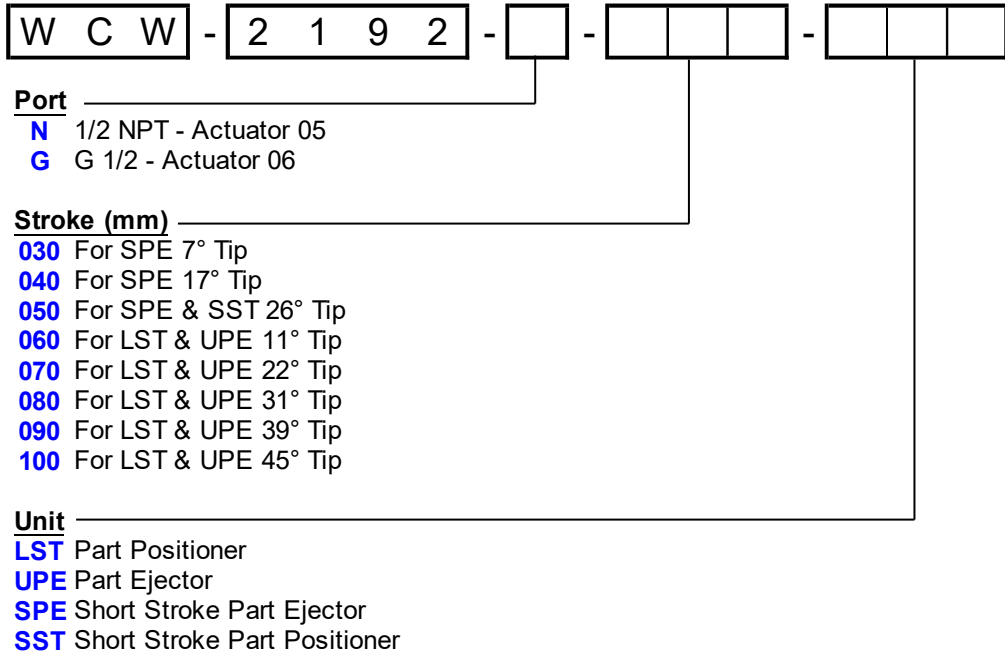 W C W - 2 1 9 2 - - -
Port
N 1/2 NPT - Actuator 05
G G 1/2 - Actuator 06
Stroke (mm)
030 For SPE 7° Tip
040 For SPE 17° Tip
050 For SPE & SST 26° Tip
060 For LST & UPE 11° Tip
070 For LST & UPE 22° Tip
080 For LST & UPE 31° Tip
090 For LST & UPE 39° Tip
100 For LST & UPE 45° Tip
Unit
LST Part Positioner
UPE Part Ejector
SPE Short Stroke Part Ejector
SST Short Stroke Part Positioner